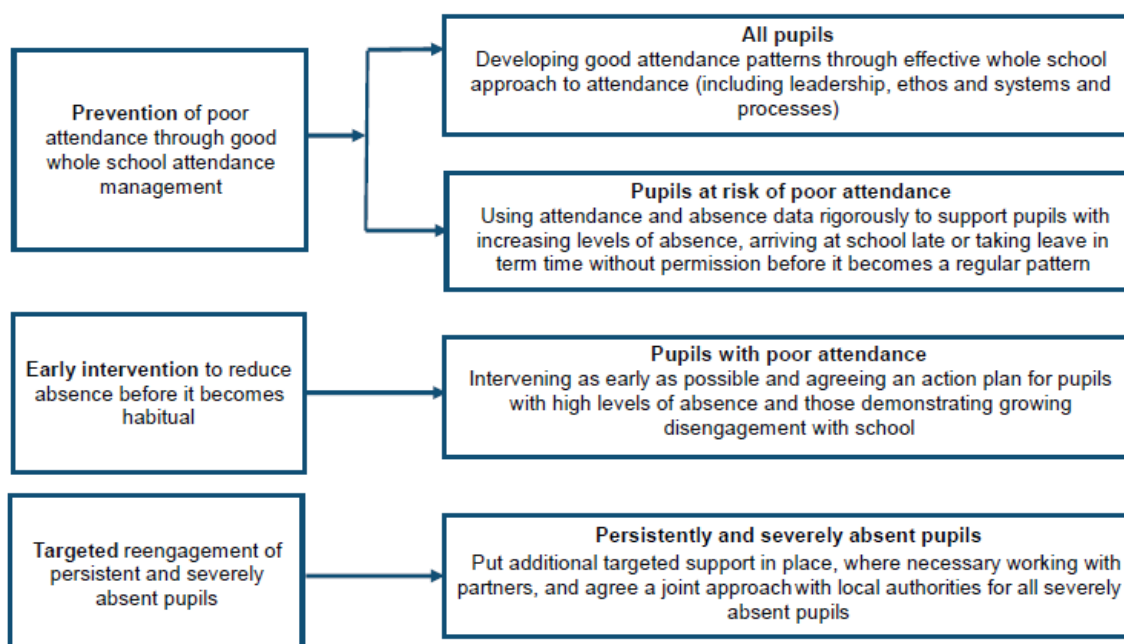 Prevention of poor
attendance through good
whole school attendance
management
All pupils
Developing good attendance patterns through effective whole school
approach to attendance (including leadership, ethos and systems and
processes)
Pupils at risk of poor attendance
Using attendance and absence data rigorously to support pupils with
increasing levels of absence, arriving at school late or taking leave in
term time without permission before it becomes a regular pattern
Early intervention to reduce
absence before it becomes
habitual
Pupils with poor attendance
Intervening as early as possible and agreeing an action plan for pupils
with high levels of absence and those demonstrating growing
disengagement with school
Targeted reengagement of
persistent and severely
absent pupils
Persistently and severely absent pupils
Put additional targeted support in place, where necessary working with
partners, and agree a joint approach with local authorities for all severely
absent pupils